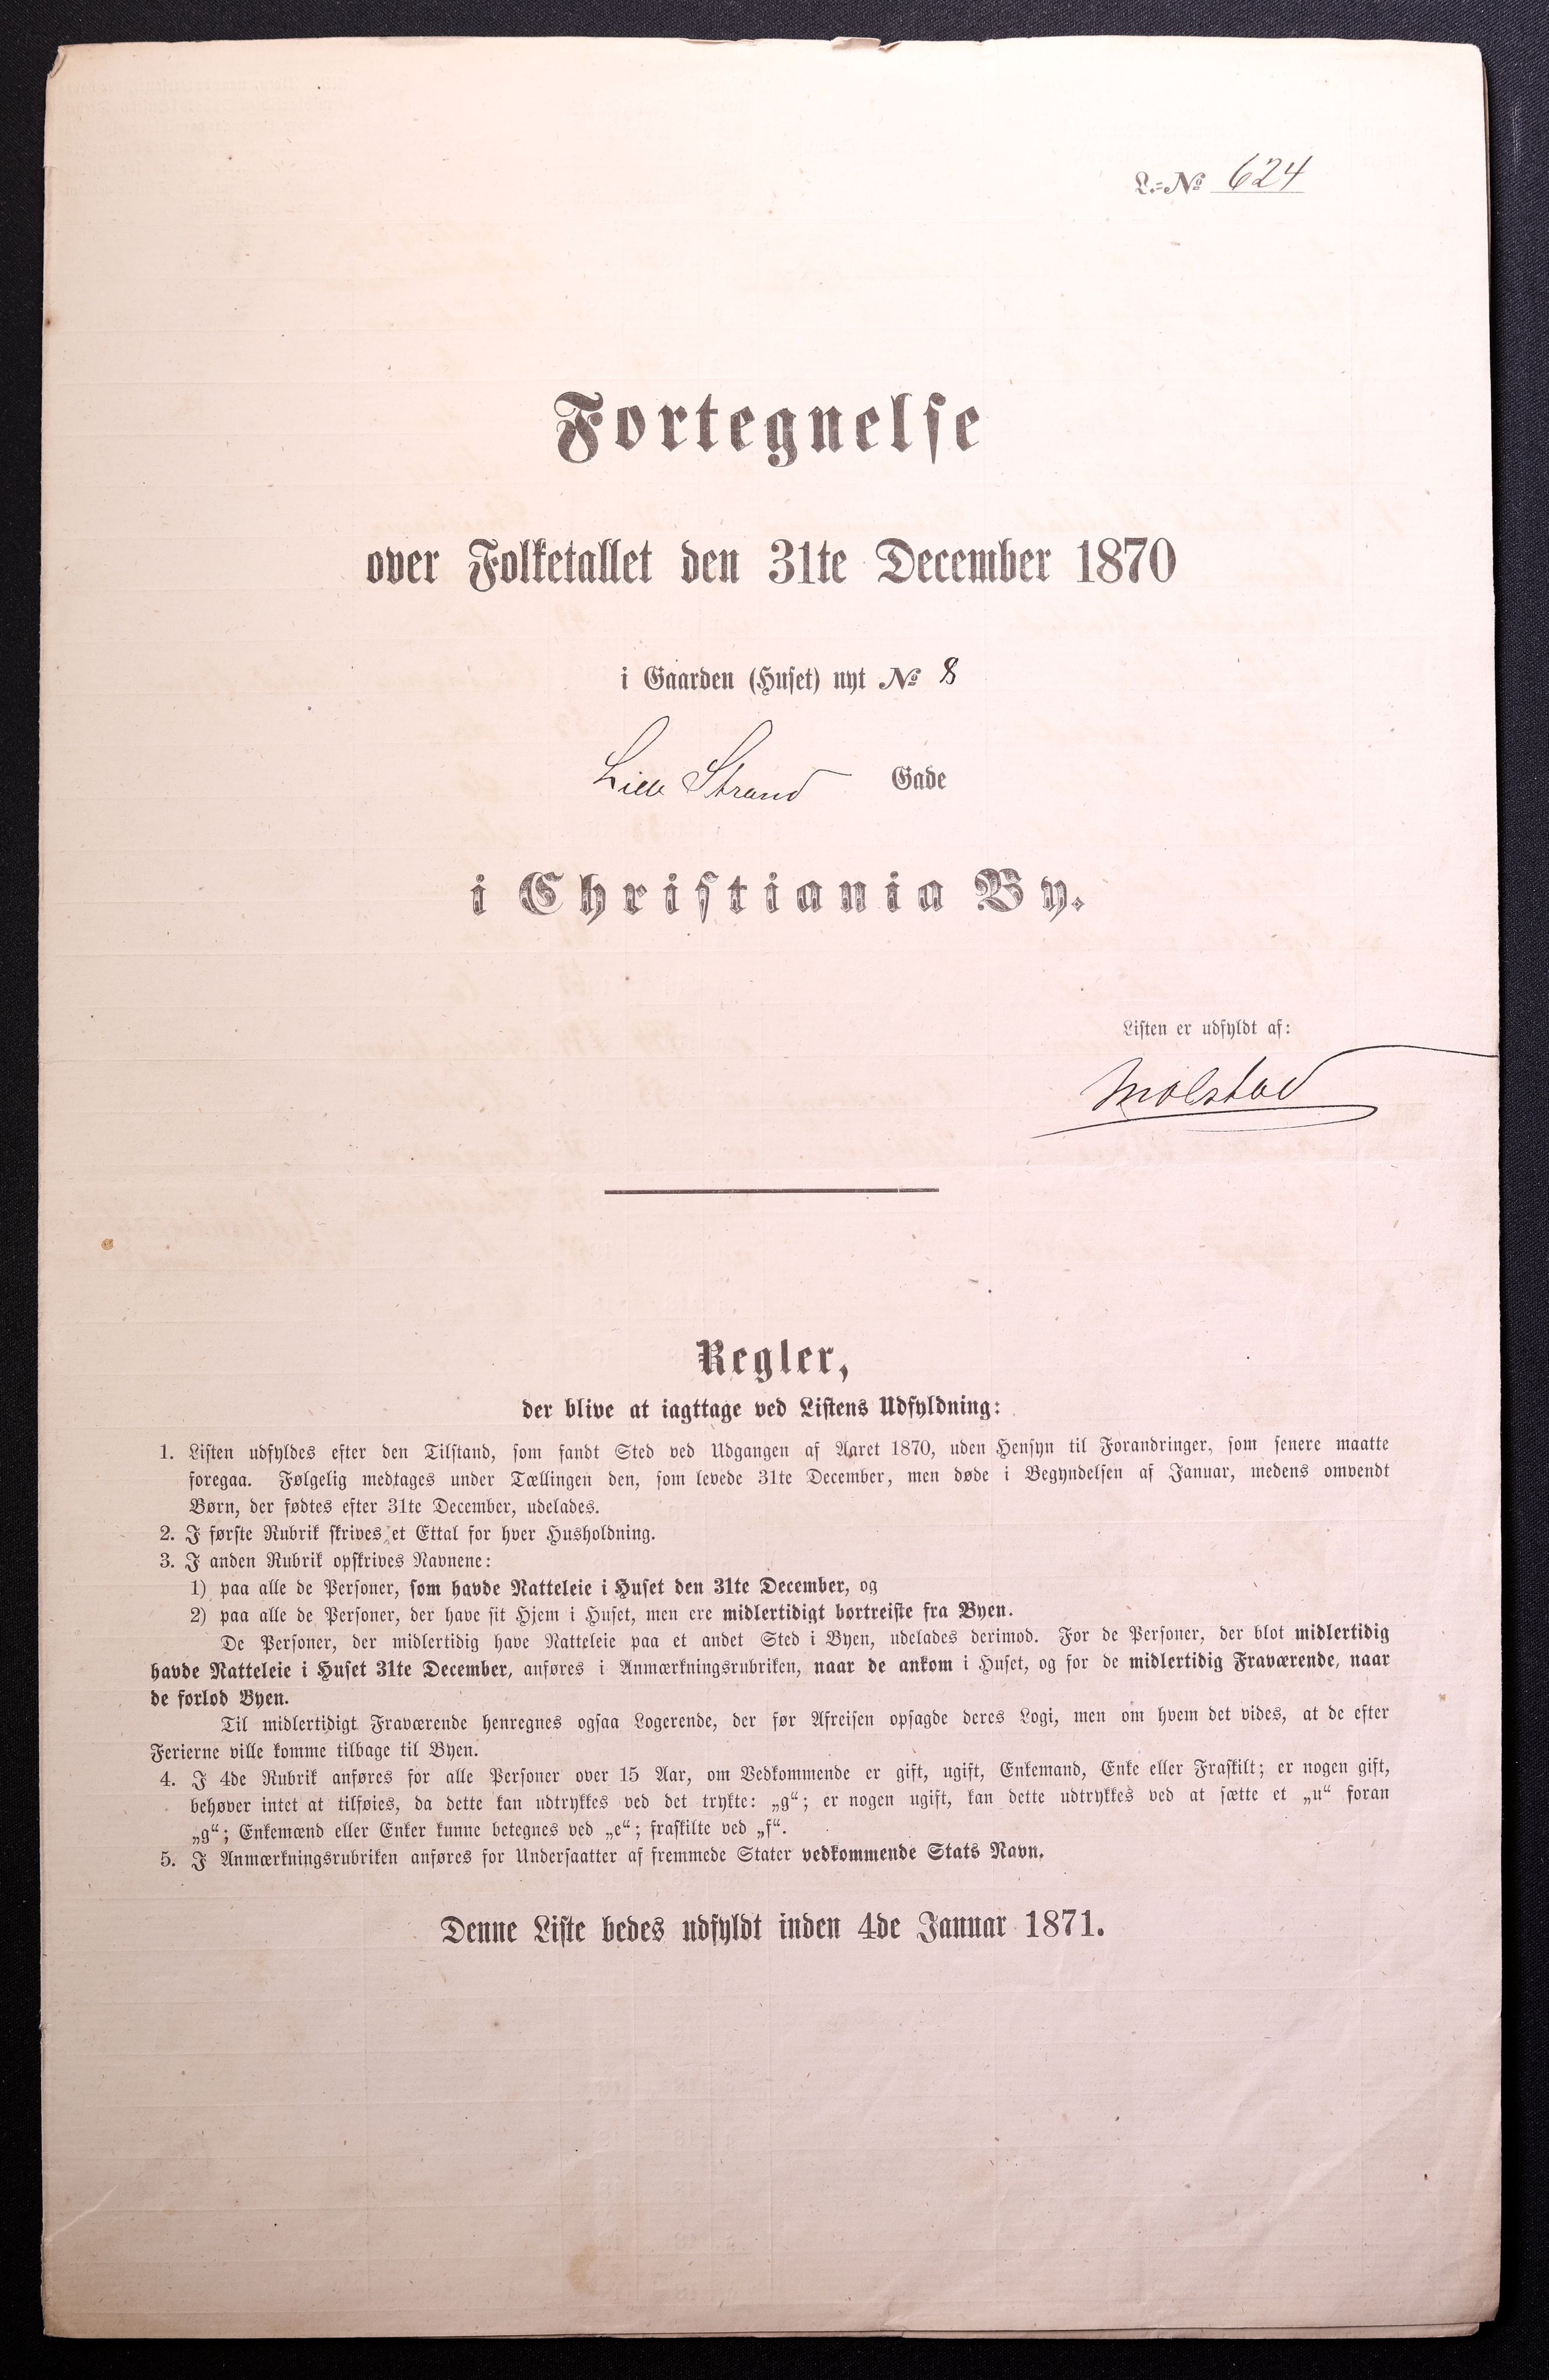 L.-№ 624
Fortegnelse
over Folketallet den 31te December 1870
i Gaarden (Huset) nyt № 8
Lille Strand Gade
i Christiania By.
Listen er udfyldt af:
Molstad
Regler,
der blive at iagttage ved Listens Udfyldning:
1. Listen udfyldes efter den Tilstand, som fandt Sted ved Udgangen af Aaret 1870, uden Hensyn til Forandringer, som senere maatte
foregaa. Følgelig medtages under Tællingen den, som levede 31te December, men døde i Begyndelsen af Januar, medens omvendt
Børn, der fødtes efter 31te December, udelades.
2. I første Rubrik skrives et Ettal for hver Husholdning.
3. I anden Rubrik opskrives Navnene:
1) paa alle de Personer, som havde Natteleie i Huset den 31te December, og
2) paa alle de Personer, der have sit Hjem i Huset, men ere midlertidigt bortreiste fra Byen.
De Personer, der midlertidig have Natteleie paa et andet Sted i Byen, udelades derimod. For de Personer, der blot midlertidig
havde Natteleie i Huset 31te December, anføres i Anmærkningsrubriken, naar de ankom i Huset, og for de midlertidig Fraværende, naar
de forlod Byen.
Til midlertidigt Fraværende henregnes ogsaa Logerende, der før Afreisen opsagde deres Logi, men om hvem det vides, at de efter
Ferierne ville komme tilbage til Byen.
4. I 4de Rubrik anføres for alle Personer over 15 Aar, om Vedkommende er gift, ugift, Enkemand, Enke eller Fraskilt; er nogen gift,
behøver intet at tilføies, da dette kan udtrykkes ved det trykte: „g“; er nogen ugift, kan dette udtrykkes ved at sætte et „u“ foran
„g“; Enkemænd eller Enker kunne betegnes ved „e“; fraskilte ved „f“.
5. I Anmærkningsrubriken anføres for Undersaatter af fremmede Stater vedkommende Stats Navn.
Denne Liste bedes udfyldt inden 4de Januar 1871.